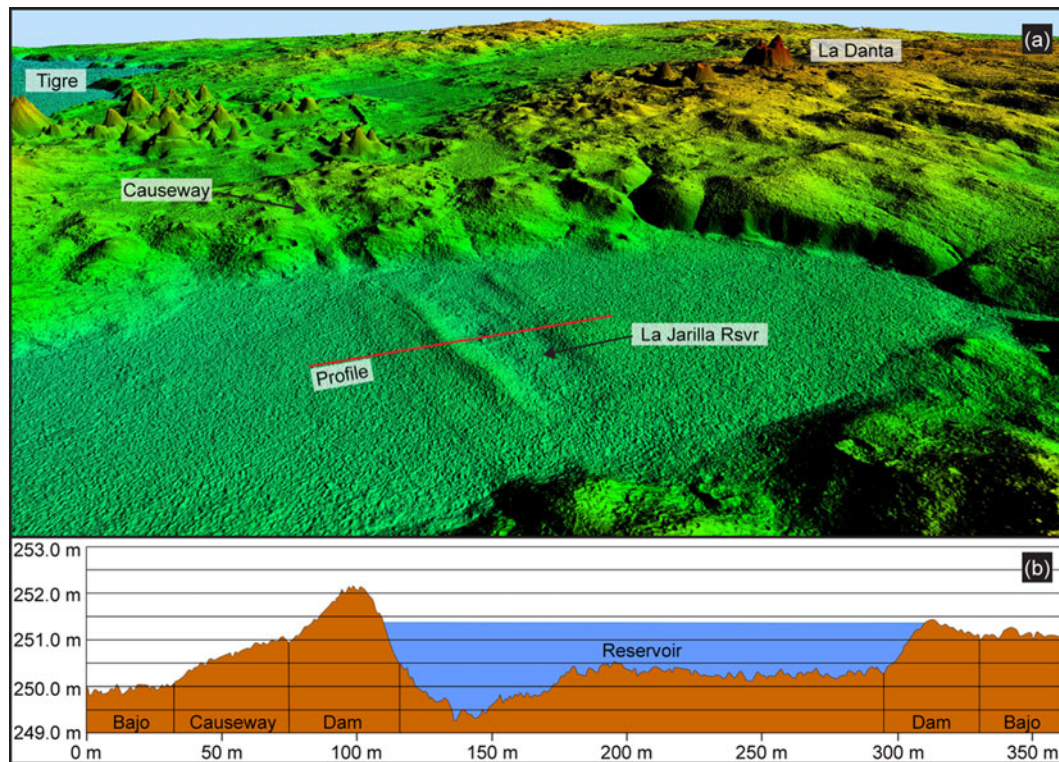 (a)
La Danta
Tigre
Causeway
La Jarilla Rsvr
Profile
253.0 m
(b)
252.0 m
251.0 m
Reservoir
250.0 m
Bajo Causeway Dam Dam Bajo
249.0 m
0 m 50 m 100 m 150 m 200 m 250 m 300 m 350 m